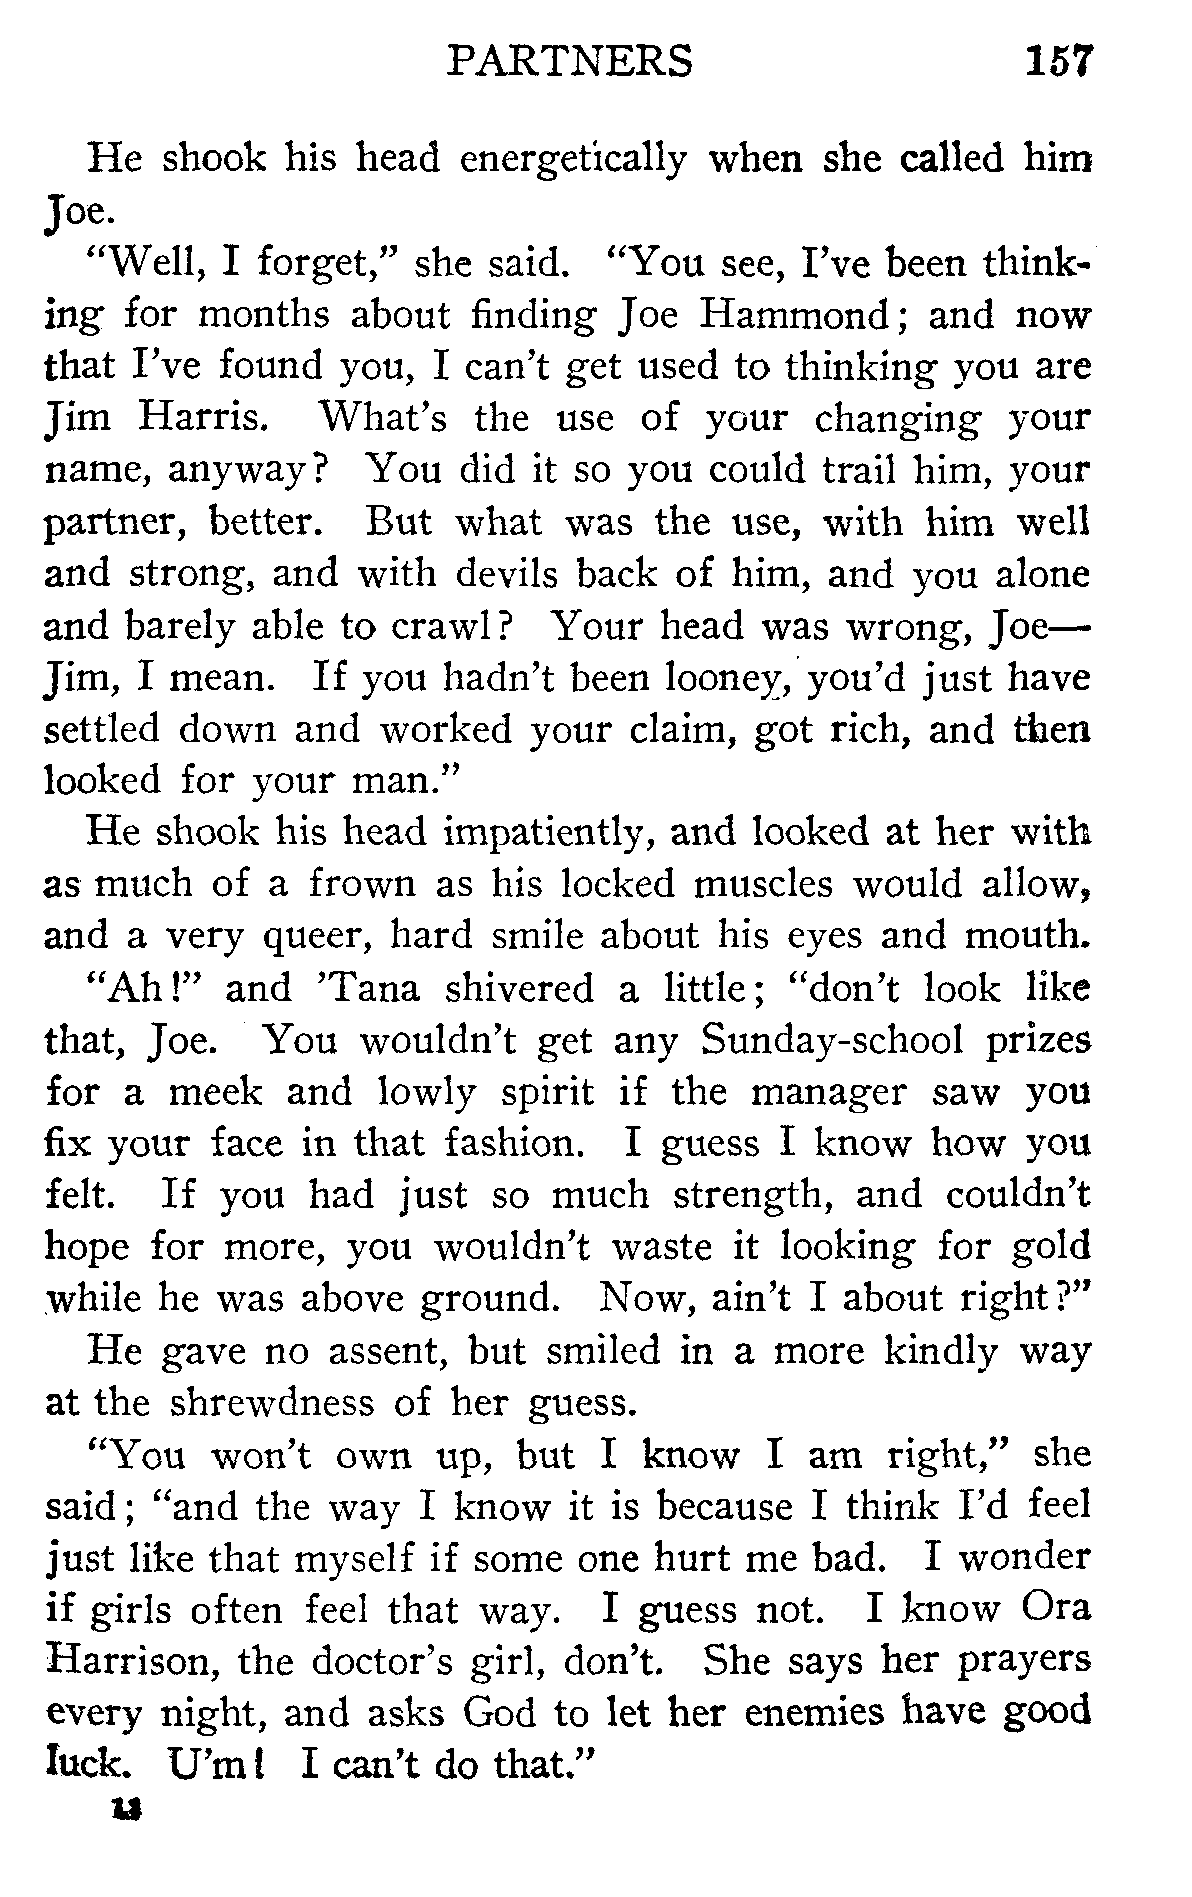 PARTNERS 157
He shook his head energetically when she called him
Joe.
“Well, I forget,” she said. “You see, I’ve been think-
ing for months about finding Joe Hammond; and now
that I’ve found you, I can’t get used to thinking you are
Jim Harris. What’s the use of your changing your
name, anyway? You did it so you could trail him, your
partner, better. But what was the use, with him well
and strong, and with devils back of him, and you alone
and barely able to crawl? Your head was wrong, Joe—
Jim, I mean. If you hadn’t been looney, you’d just have
settled down and worked your claim, got rich, and then
looked for your man.”
He shook his head impatiently, and looked at her with
as much of a frown as his locked muscles would allow,
and a very queer, hard smile about his eyes and mouth.
“Ah!” and ’Tana shivered a little; “don’t look like
that, Joe. You wouldn’t get any Sunday-school prizes
for a meek and lowly spirit if the manager saw you
fix your face in that fashion. I guess I know how you
felt. If you had just so much strength, and couldn’t
hope for more, you wouldn’t waste it looking for gold
while he was above ground. Now, ain’t I about right?”
He gave no assent, but smiled in a more kindly way
at the shrewdness of her guess.
“You won’t own up, but I know I am right,” she
said; “and the way I know it is because I think I’d feel
just like that myself if some one hurt me bad. I wonder
if girls often feel that way. I guess not. I know Ora
Harrison, the doctor’s girl, don’t. She says her prayers
every night, and asks God to let her enemies have good
luck. U’m! I can’t do that.”